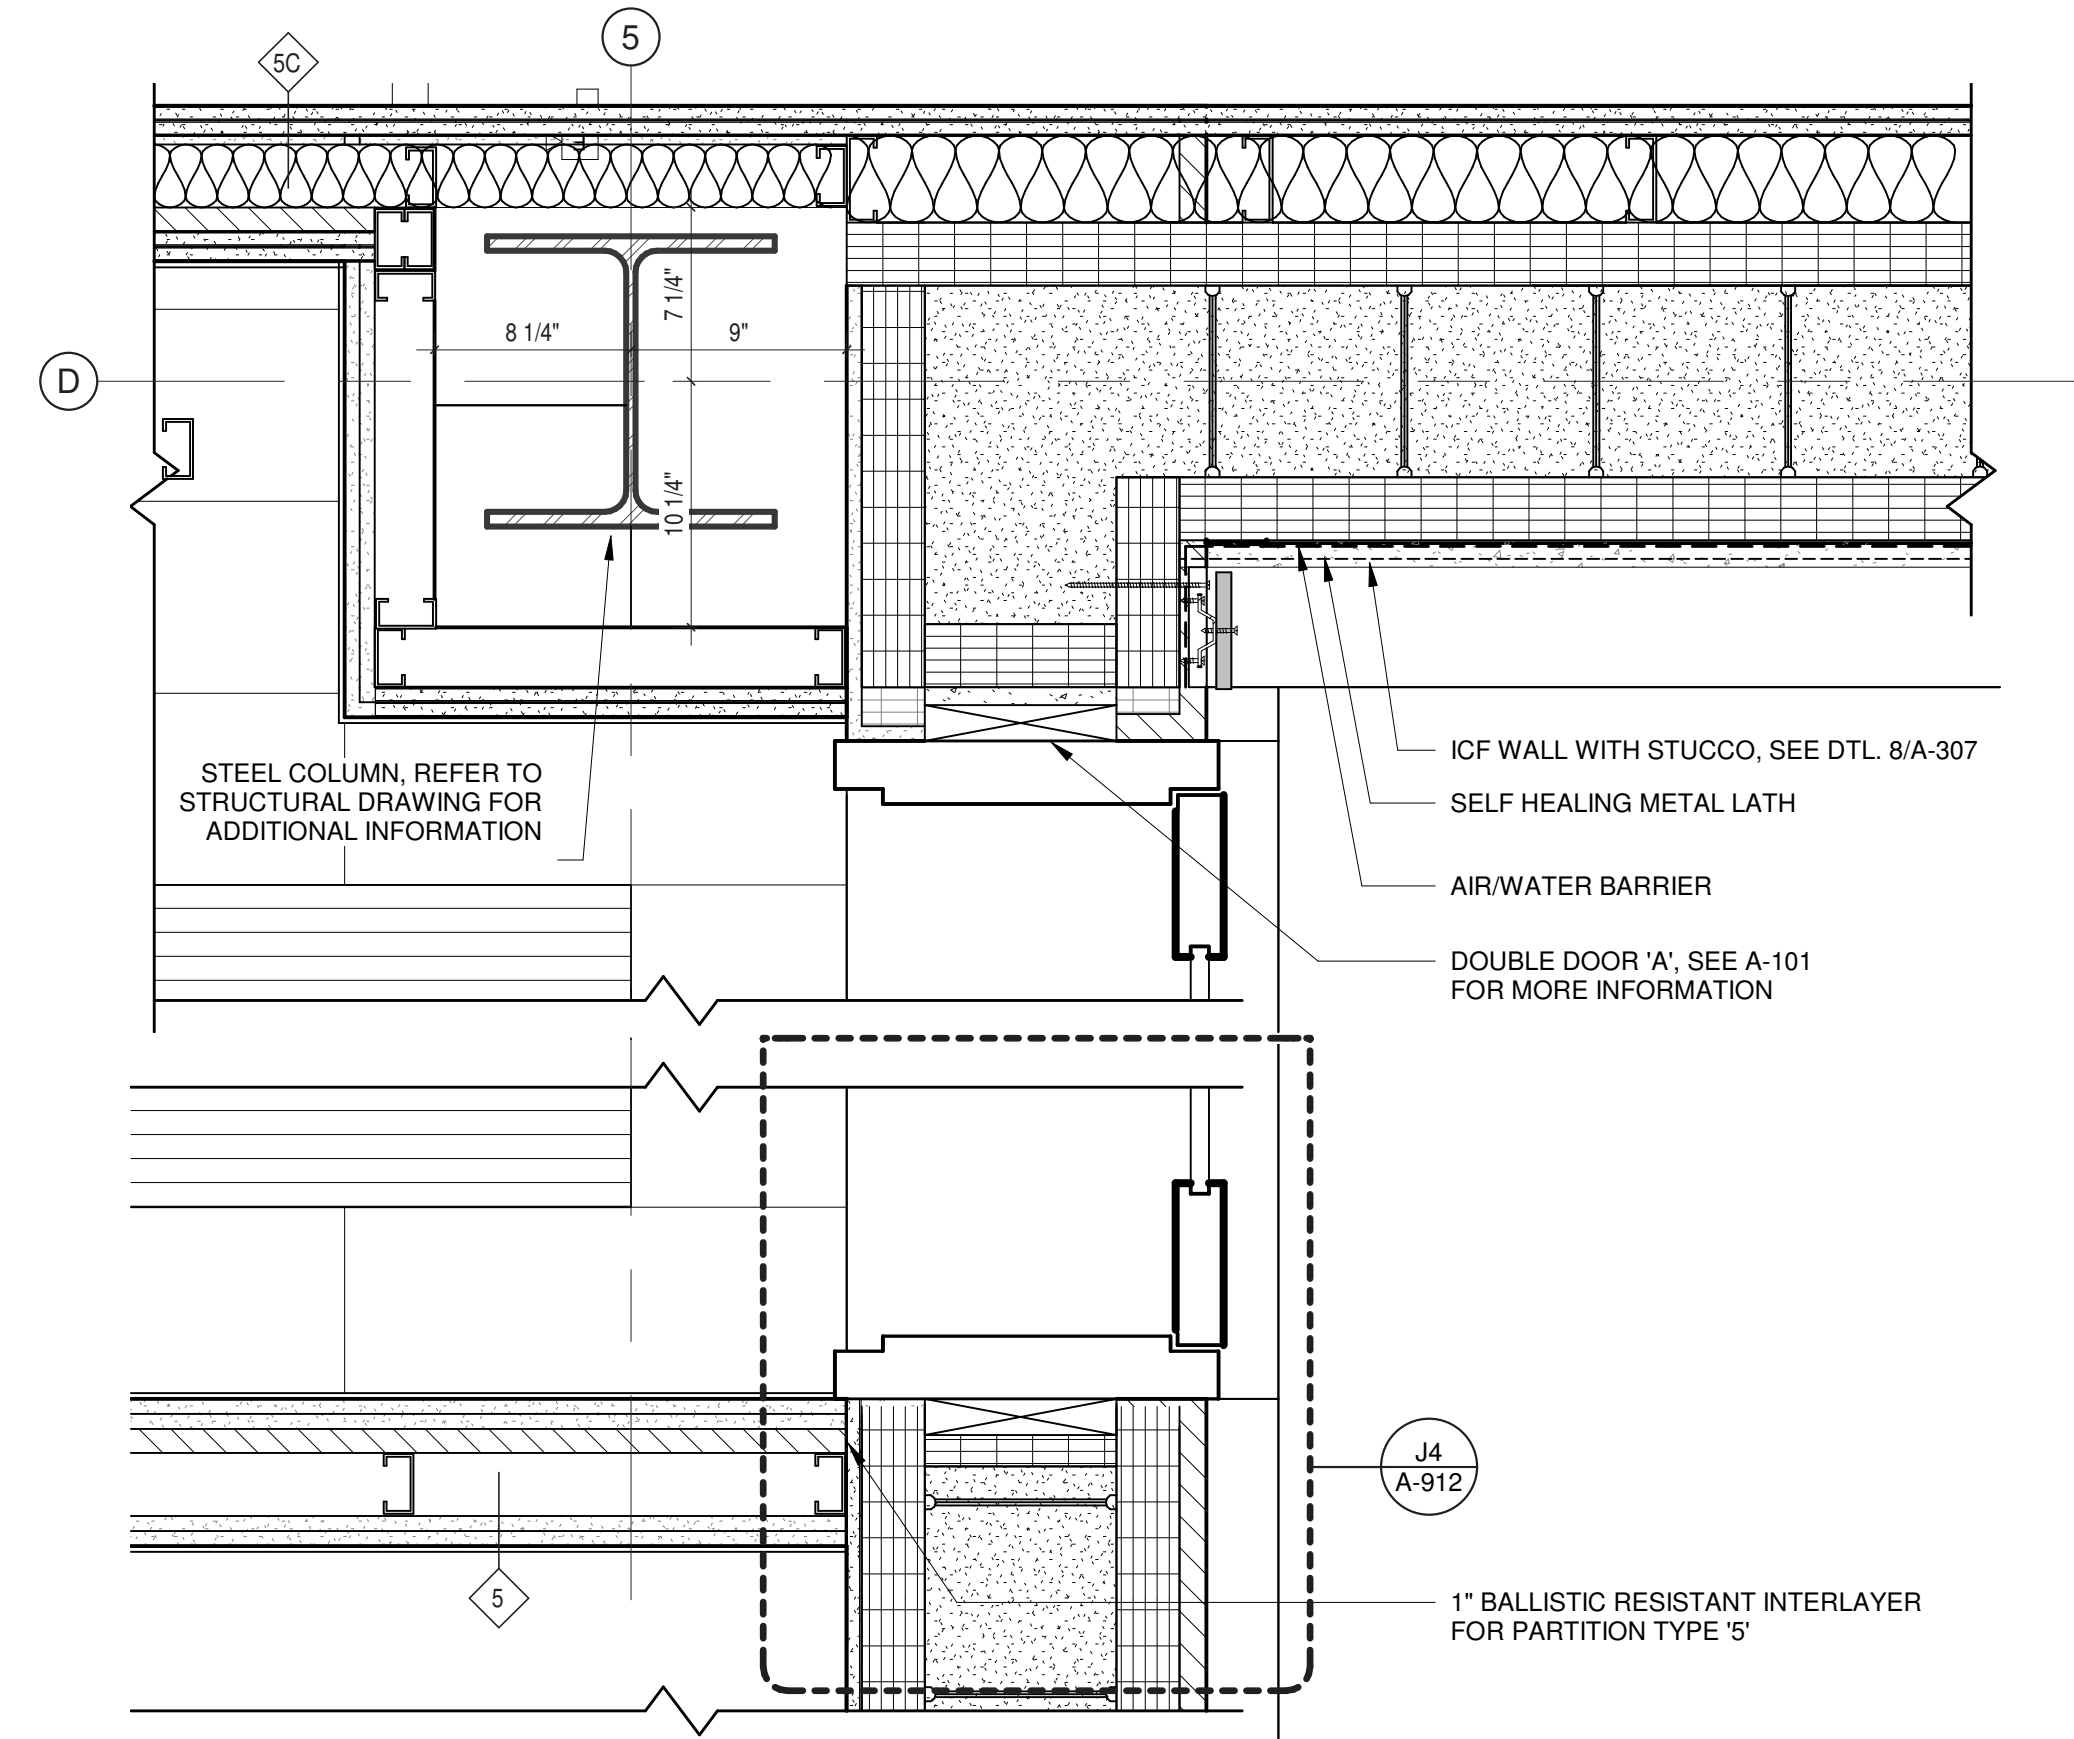 5
5C
7 1/4"
8 1/4"
9"
D
10 1/4"
STEEL COLUMN, REFER TO
STRUCTURAL DRAWING FOR
ADDITIONAL INFORMATION
ICF WALL WITH STUCCO, SEE DTL. 8/A-307
SELF HEALING METAL LATH
AIR/WATER BARRIER
DOUBLE DOOR 'A', SEE A-101
FOR MORE INFORMATION
J4
A-912
5
1" BALLISTIC RESISTANT INTERLAYER
FOR PARTITION TYPE '5'